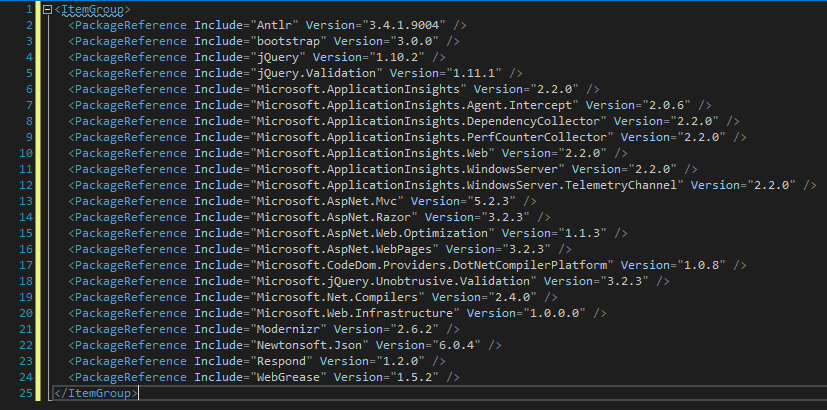 1 <ItemGroup>
2 <PackageReference Include="Antlr" Version="3.4.1.9004" />
3 <PackageReference Include="bootstrap" Version="3.0.0" />
4 <PackageReference Include="jQuery" Version="1.10.2" />
5 <PackageReference Include="jQuery.Validation" Version="1.11.1" />
6 <PackageReference Include="Microsoft.ApplicationInsights" Version="2.2.0" />
7 <PackageReference Include="Microsoft.ApplicationInsights.Agent.Intercept" Version="2.0.6" />
8 <PackageReference Include="Microsoft.ApplicationInsights.DependencyCollector" Version="2.2.0" />
9 <PackageReference Include="Microsoft.ApplicationInsights.PerfCounterCollector" Version="2.2.0" />
10 <PackageReference Include="Microsoft.ApplicationInsights.Web" Version="2.2.0" />
11 <PackageReference Include="Microsoft.ApplicationInsights.WindowsServer" Version="2.2.0" />
12 <PackageReference Include="Microsoft.ApplicationInsights.WindowsServer.TelemetryChannel" Version="2.2.0" />
13 <PackageReference Include="Microsoft.AspNet.Mvc" Version="5.2.3" />
14 <PackageReference Include="Microsoft.AspNet.Razor" Version="3.2.3" />
15 <PackageReference Include="Microsoft.AspNet.Web.Optimization" Version="1.1.3" />
16 <PackageReference Include="Microsoft.AspNet.WebPages" Version="3.2.3" />
17 <PackageReference Include="Microsoft.CodeDom.Providers.DotNetCompilerPlatform" Version="1.0.8" />
18 <PackageReference Include="Microsoft.jQuery.Unobtrusive.Validation" Version="3.2.3" />
19 <PackageReference Include="Microsoft.Net.Compilers" Version="2.4.0" />
20 <PackageReference Include="Microsoft.Web.Infrastructure" Version="1.0.0.0" />
21 <PackageReference Include="Modernizr" Version="2.6.2" />
22 <PackageReference Include="Newtonsoft.Json" Version="6.0.4" />
23 <PackageReference Include="Respond" Version="1.2.0" />
24 <PackageReference Include="WebGrease" Version="1.5.2" />
25 </ItemGroup>